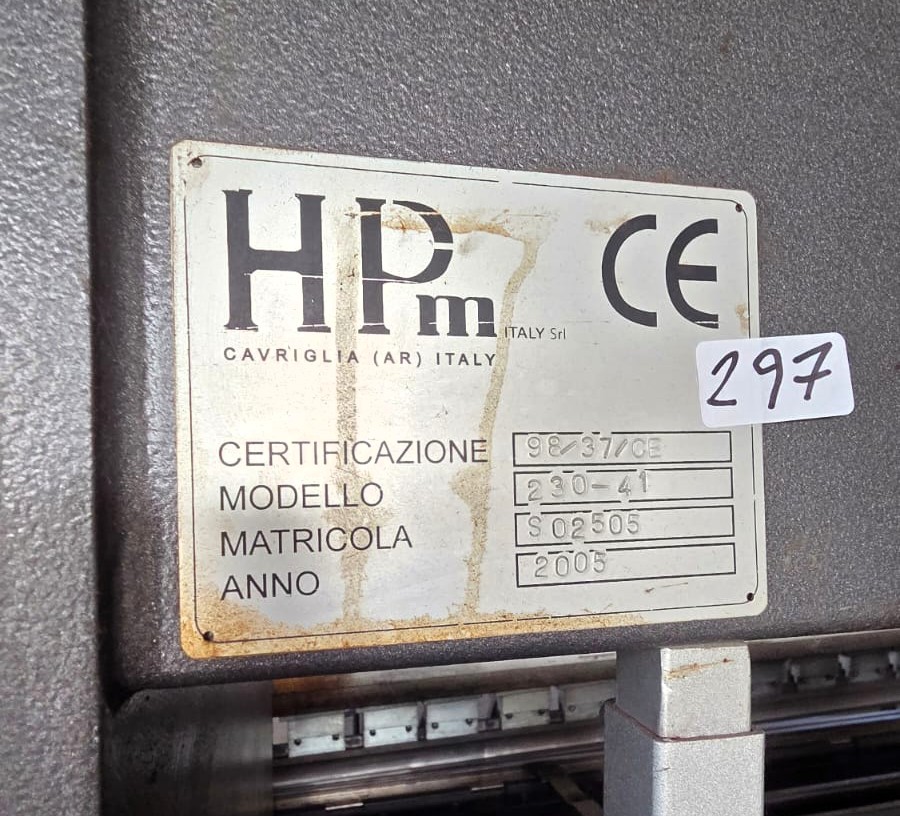 HPm ITALY Srl CE
CAVRIGLIA (AR) ITALY
297
CERTIFICAZIONE 98/37/CE
MODELLO 230-41
MATRICOLA S02505
ANNO 2005